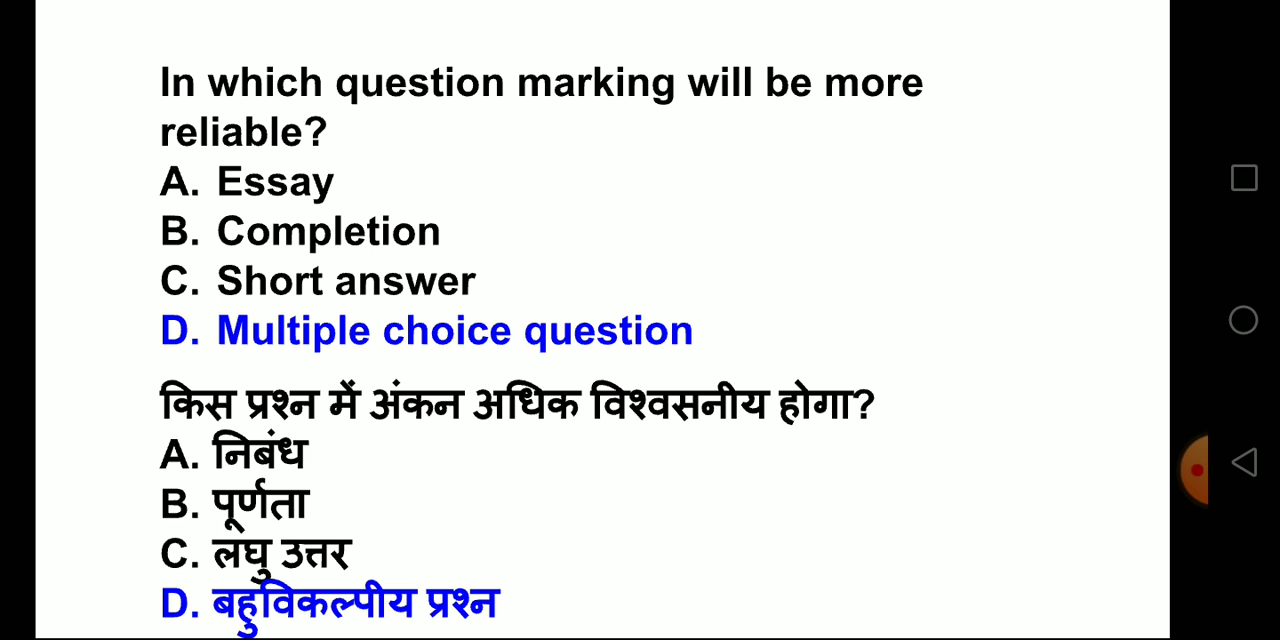 In which question marking will be more
reliable?
A. Essay
B. Completion
C. Short answer
D. Multiple choice question
किस प्रश्न में अंकन अधिक विश्वसनीय होगा?
A. निबंध
B. पूर्णता
C. लघु उत्तर
D. बहुविकल्पीय प्रश्न